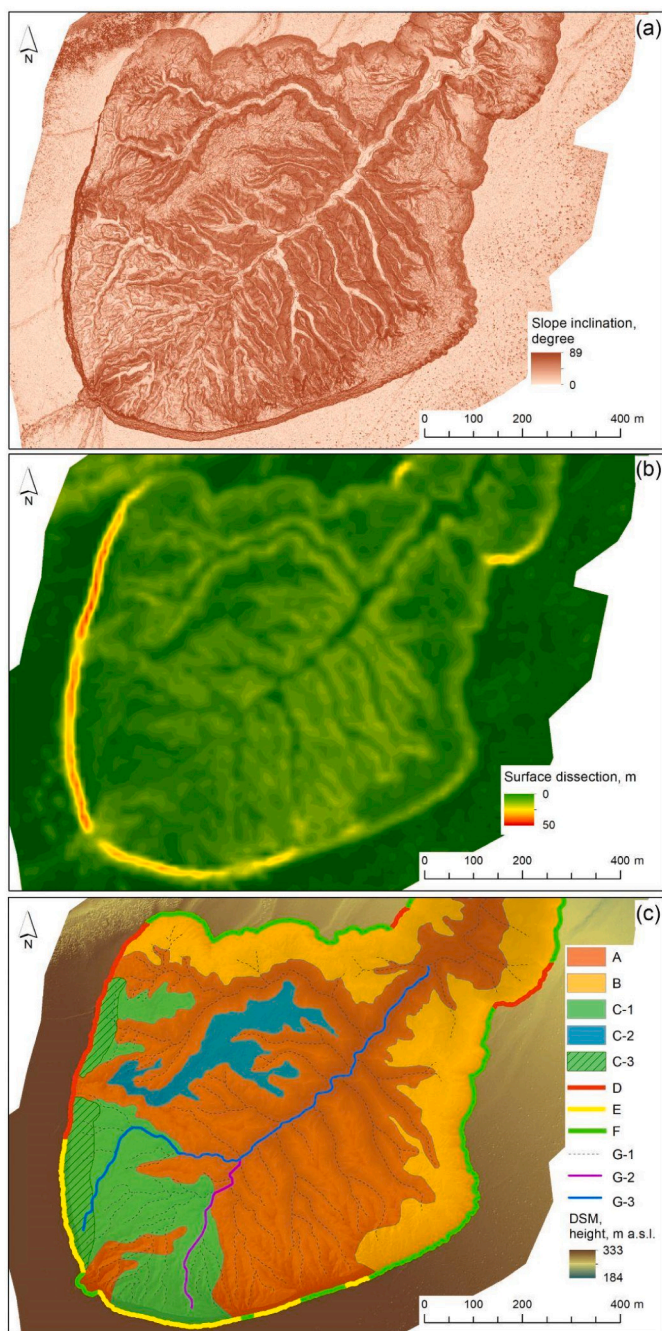 (a)
N
Slope inclination,
degree
89
0
0 100 200 400 m
(b)
N
Surface dissection, m
0
50
0 100 200 400 m
(c)
N
A
B
C-1
C-2
C-3
D
E
F
G-1
G-2
G-3
DSM,
height, m a.s.l.
333
184
0 100 200 400 m